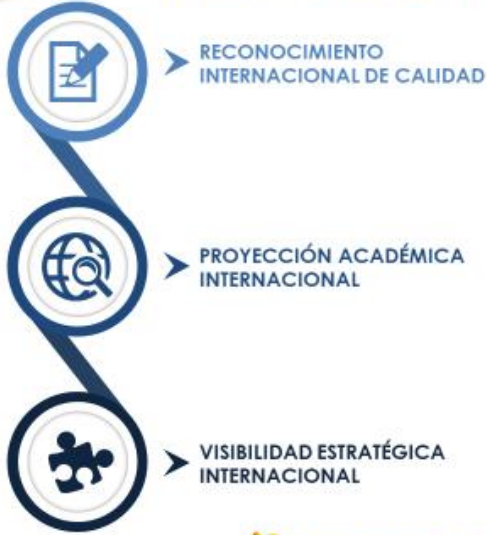 RECONOCIMIENTO
INTERNACIONAL DE CALIDAD
PROYECCIÓN ACADÉMICA
INTERNACIONAL
VISIBILIDAD ESTRATÉGICA
INTERNACIONAL